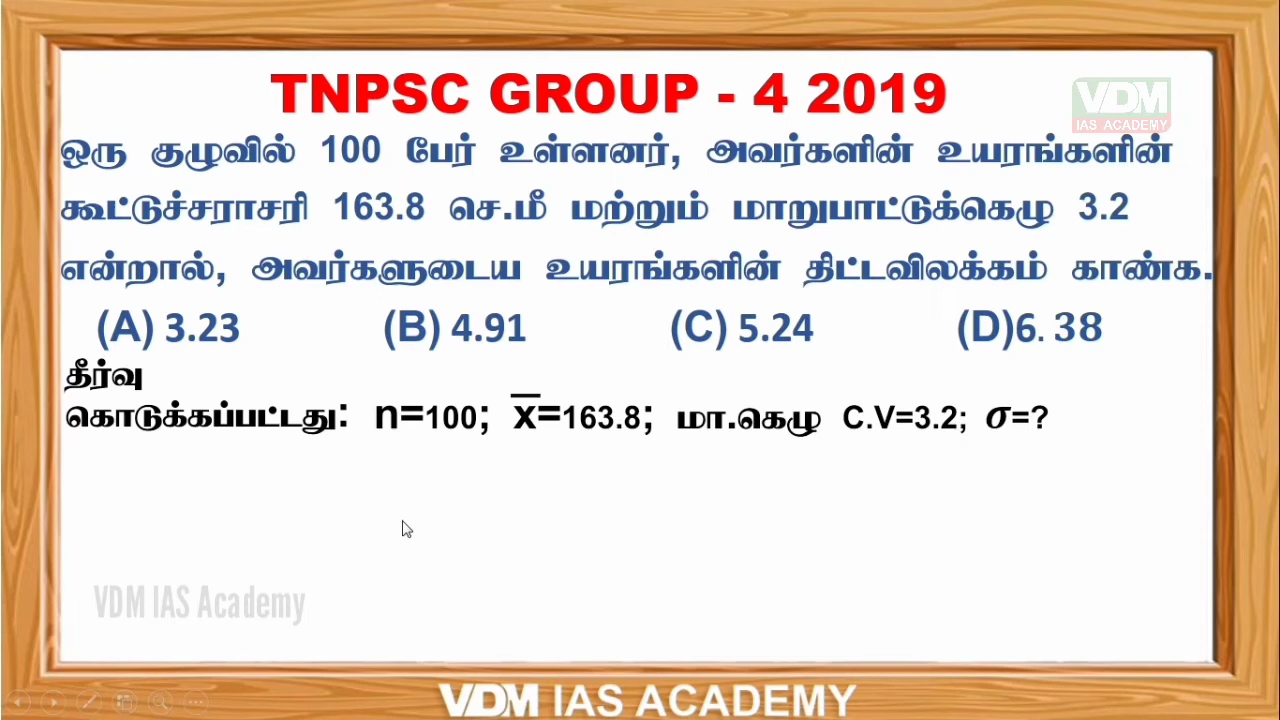 TNPSC GROUP - 4 2019
VDM
IAS ACADEMY
ஒரு குழுவில் 100 பேர் உள்ளனர், அவர்களின் உயரங்களின்
கூட்டுச்சராசரி 163.8 செ.மீ மற்றும் மாறுபாட்டுக்கெழு 3.2
என்றால், அவர்களுடைய உயரங்களின் திட்டவிலக்கம் காண்க.
(A) 3.23 (B) 4.91 (C) 5.24 (D)6. 38
தீர்வு
கொடுக்கப்பட்டது: n=100; x̅=163.8; மா.கெழு C.V=3.2; σ=?
VDM IAS Academy
VDM IAS ACADEMY